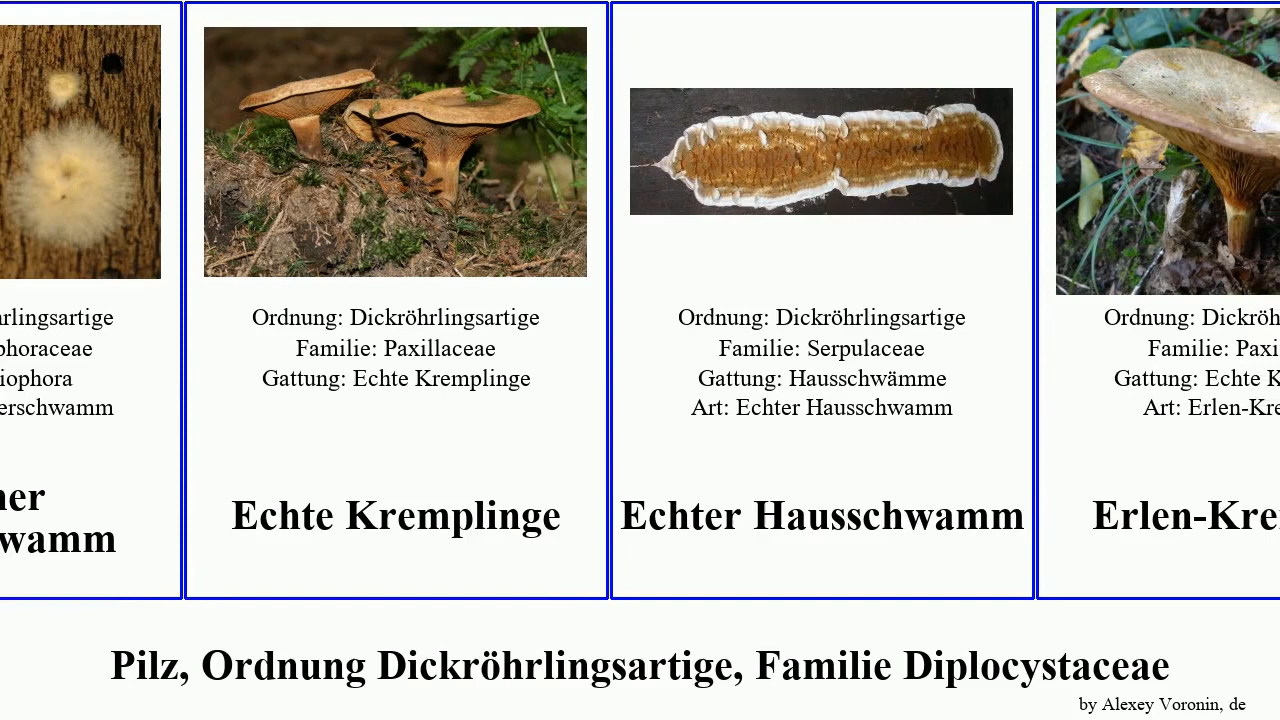 rlingsartige
phoraceae
iophora
erschwamm
ner
wamm
Ordnung: Dickröhrlingsartige
Familie: Paxillaceae
Gattung: Echte Kremplinge
Echte Kremplinge
Ordnung: Dickröhrlingsartige
Familie: Serpulaceae
Gattung: Hausschwämme
Art: Echter Hausschwamm
Echter Hausschwamm
Ordnung: Dickröh
Familie: Paxi
Gattung: Echte K
Art: Erlen-Kre
Erlen-Kre
Pilz, Ordnung Dickröhrlingsartige, Familie Diplocystaceae
by Alexey Voronin, de